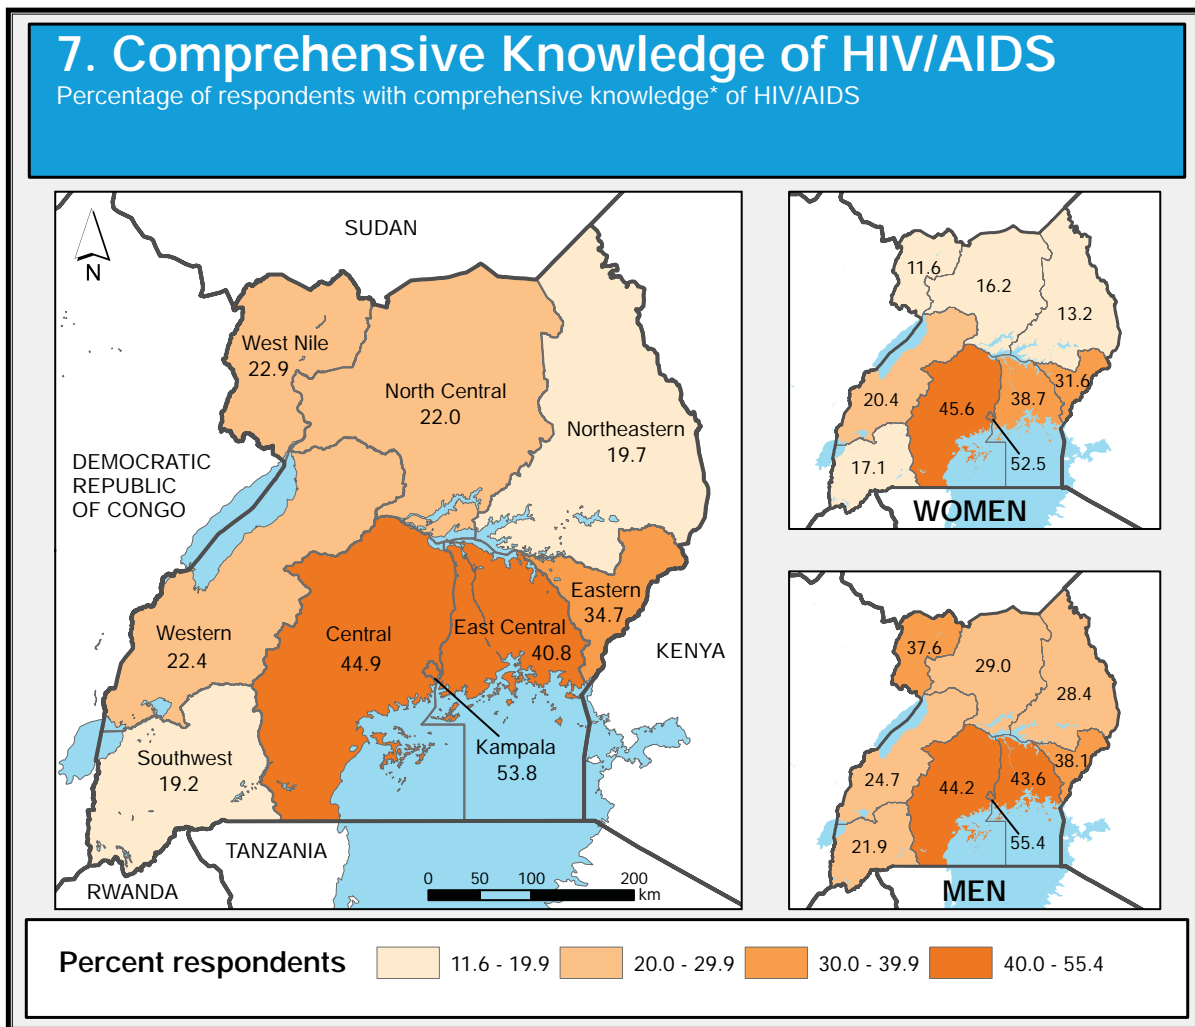 7. Comprehensive Knowledge of HIV/AIDS
Percentage of respondents with comprehensive knowledge* of HIV/AIDS
SUDAN
N
West Nile
22.9
North Central
22.0
Northeastern
19.7
DEMOCRATIC
REPUBLIC
OF CONGO
Eastern
34.7
Western
22.4
Central
44.9
East Central
40.8
KENYA
Southwest
19.2
Kampala
53.8
TANZANIA
RWANDA
0 50 100 200
km
11.6
16.2
13.2
31.6
20.4
45.6
38.7
17.1
52.5
WOMEN
37.6
29.0
28.4
38.1
24.7
44.2
43.6
21.9
55.4
MEN
Percent respondents
11.6 - 19.9
20.0 - 29.9
30.0 - 39.9
40.0 - 55.4